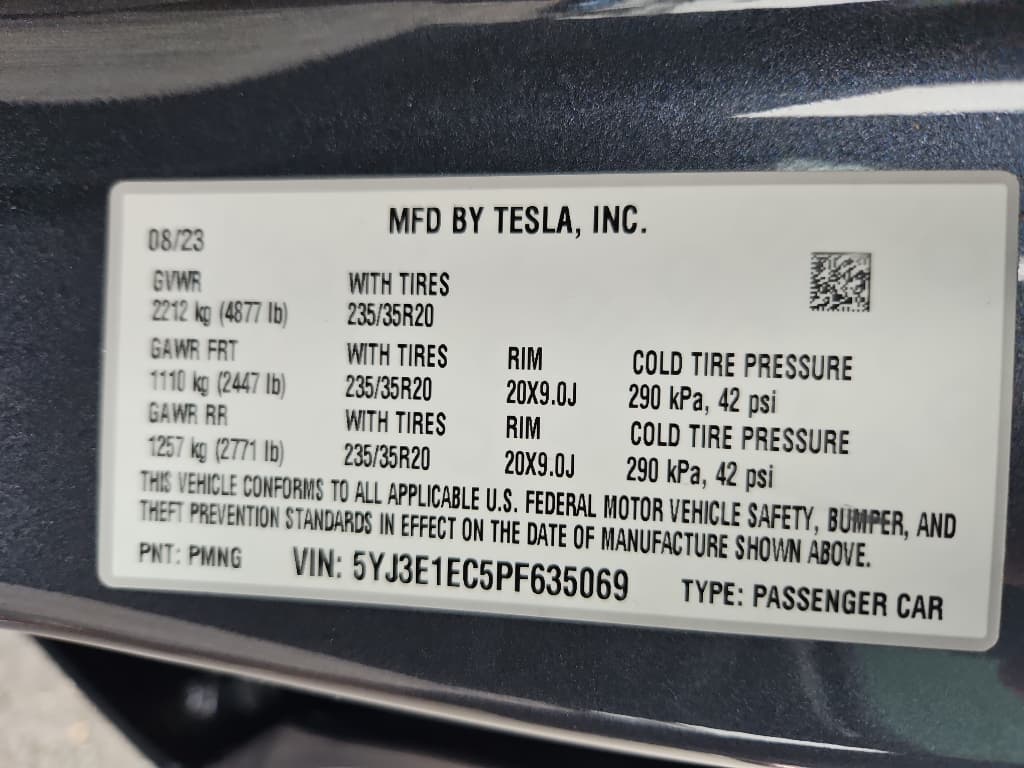 MFD BY TESLA, INC.
08/23
GVWR WITH TIRES
2212 kg (4877 lb) 235/35R20
GAWR FRT WITH TIRES RIM COLD TIRE PRESSURE
1110 kg (2447 lb) 235/35R20 20X9.0J 290 kPa, 42 psi
GAWR RR WITH TIRES RIM COLD TIRE PRESSURE
1257 kg (2771 lb) 235/35R20 20X9.0J 290 kPa, 42 psi
THIS VEHICLE CONFORMS TO ALL APPLICABLE U.S. FEDERAL MOTOR VEHICLE SAFETY, BUMPER, AND
THEFT PREVENTION STANDARDS IN EFFECT ON THE DATE OF MANUFACTURE SHOWN ABOVE.
PNT: PMNG VIN: 5YJ3E1EC5PF635069 TYPE: PASSENGER CAR